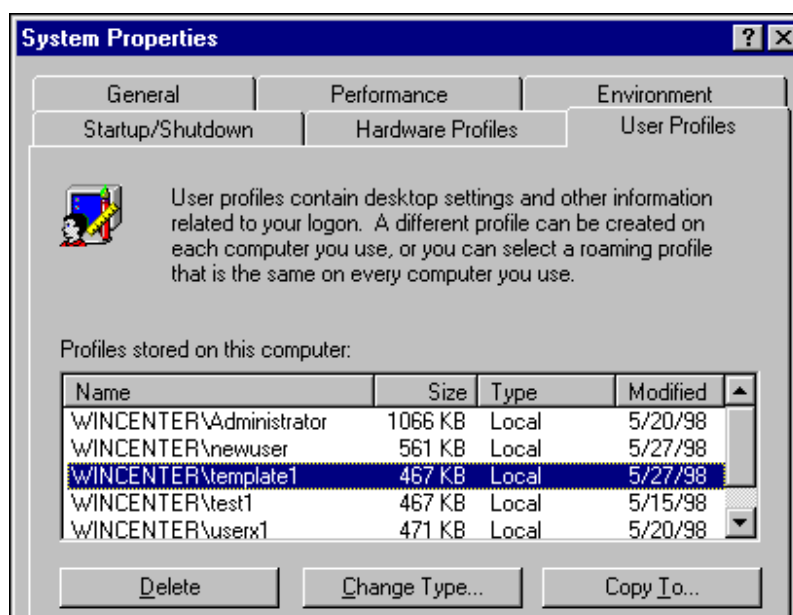 System Properties
General Performance Environment
Startup/Shutdown Hardware Profiles User Profiles
User profiles contain desktop settings and other information
related to your logon. A different profile can be created on
each computer you use, or you can select a roaming profile
that is the same on every computer you use.
Profiles stored on this computer:
Name Size Type Modified
WINCENTER\Administrator 1066 KB Local 5/20/98
WINCENTER\newuser 561 KB Local 5/27/98
WINCENTER\template1 467 KB Local 5/27/98
WINCENTER\test1 467 KB Local 5/15/98
WINCENTER\userx1 471 KB Local 5/20/98
Delete Change Type... Copy To...